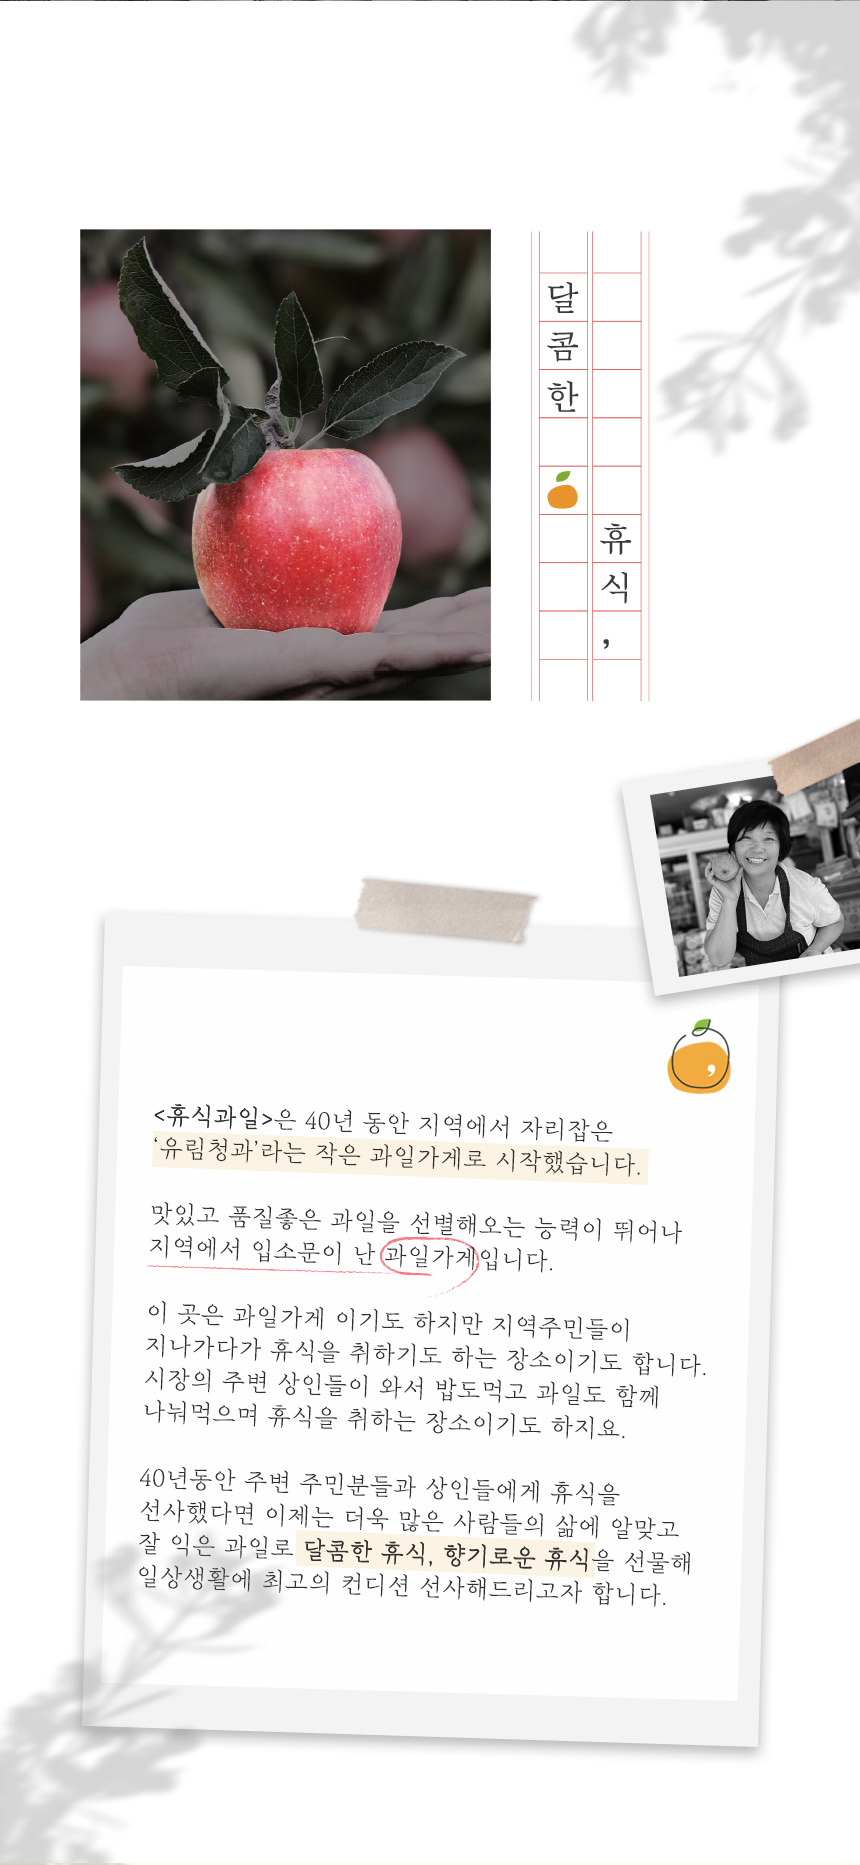 달콤한
휴식,
<휴식과일>은 40년 동안 지역에서 자리잡은
‘유림청과’라는 작은 과일가게로 시작했습니다.
맛있고 품질좋은 과일을 선별해오는 능력이 뛰어나
지역에서 입소문이 난 과일가게입니다.
이 곳은 과일가게 이기도 하지만 지역주민들이
지나가다가 휴식을 취하기도 하는 장소이기도 합니다.
시장의 주변 상인들이 와서 밥도먹고 과일도 함께
나눠먹으며 휴식을 취하는 장소이기도 하지요.
40년동안 주변 주민분들과 상인들에게 휴식을
선사했다면 이제는 더욱 많은 사람들의 삶에 알맞고
잘 익은 과일로 달콤한 휴식, 향기로운 휴식을 선물해
일상생활에 최고의 컨디션 선사해드리고자 합니다.